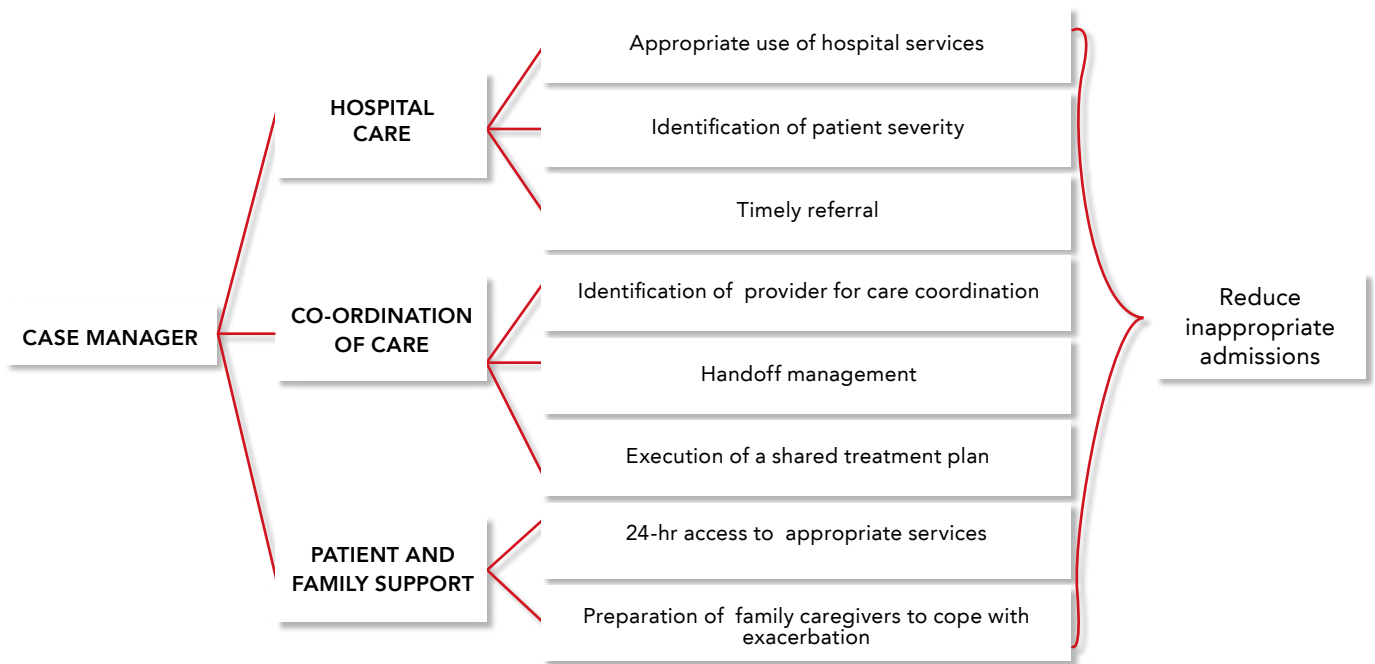 CASE MANAGER
HOSPITAL
CARE
Appropriate use of hospital services
Identification of patient severity
Timely referral
CO-ORDINATION
OF CARE
Identification of provider for care coordination
Handoff management
Execution of a shared treatment plan
PATIENT AND
FAMILY SUPPORT
24-hr access to appropriate services
Preparation of family caregivers to cope with
exacerbation
Reduce
inappropriate
admissions